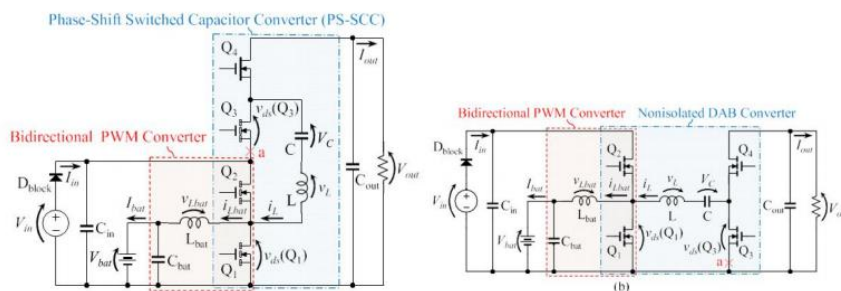 Phase-Shift Switched Capacitor Converter (PS-SCC)
Q4
Iout
Q3
vds(Q3)
Bidirectional PWM Converter
a
C
VC
Dblock
Iin
Q2
Cout
Vout
Vin
Cin
Ibat
vLbat
iLbat
iL
L
vL
Lbat
Vbat
Cbat
Q1
vds(Q1)
Bidirectional PWM Converter
Nonisolated DAB Converter
Dblock
Iin
Q2
Q4
Iout
Ibat
vLbat
iLbat
iL
vL
VC
Vin
Cin
Lbat
L
C
Cout
Vo
Vbat
Cbat
Q1
vds(Q1)
vds(Q3)
Q3
a
(b)